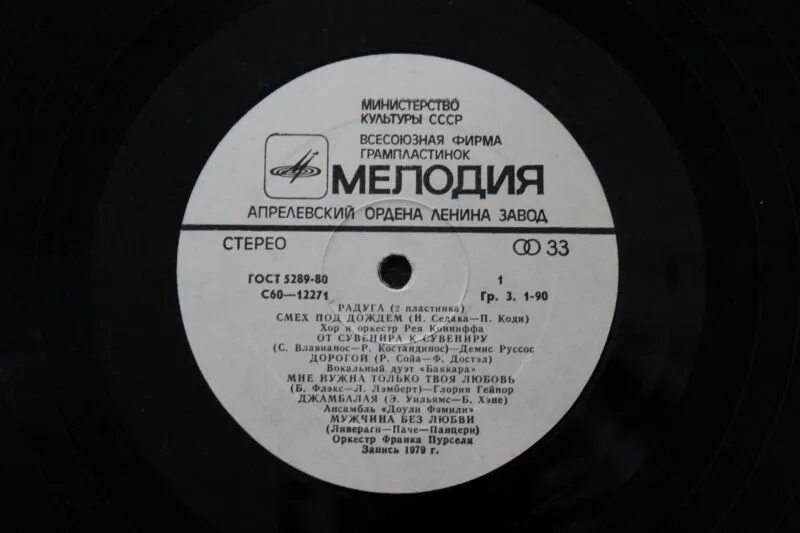 МИНИСТЕРСТВО
КУЛЬТУРЫ СССР
ВСЕСОЮЗНАЯ ФИРМА
ГРАМПЛАСТИНОК
МЕЛОДИЯ
АПРЕЛЕВСКИЙ ОРДЕНА ЛЕНИНА ЗАВОД
СТЕРЕО 33
ГОСТ 5289-80 1
С60—12271 Гр. 3. 1-90
РАДУГА (2 пластинка)
СМЕХ ПОД ДОЖДЕМ (Н. Седака—П. Коди)
Хор и оркестр Рея Конниффа
ОТ СУВЕНИРА К СУВЕНИРУ
(С. Влавианос—Р. Костандинос)—Демис Руссос
ДОРОГОЙ (Р. Сойа—Ф. Достэл)
Вокальный дуэт «Баккара»
МНЕ НУЖНА ТОЛЬКО ТВОЯ ЛЮБОВЬ
(Б. Флэкс—Л. Лэмберт)—Глория Гейнор
ДЖАМБАЛАЯ (Э. Уильямс—Б. Хэне)
Ансамбль «Доули Фэмили»
МУЖЧИНА БЕЗ ЛЮБВИ
(Ливераги—Паче—Панцери)
Оркестр Франка Пурселя
Запись 1979 г.